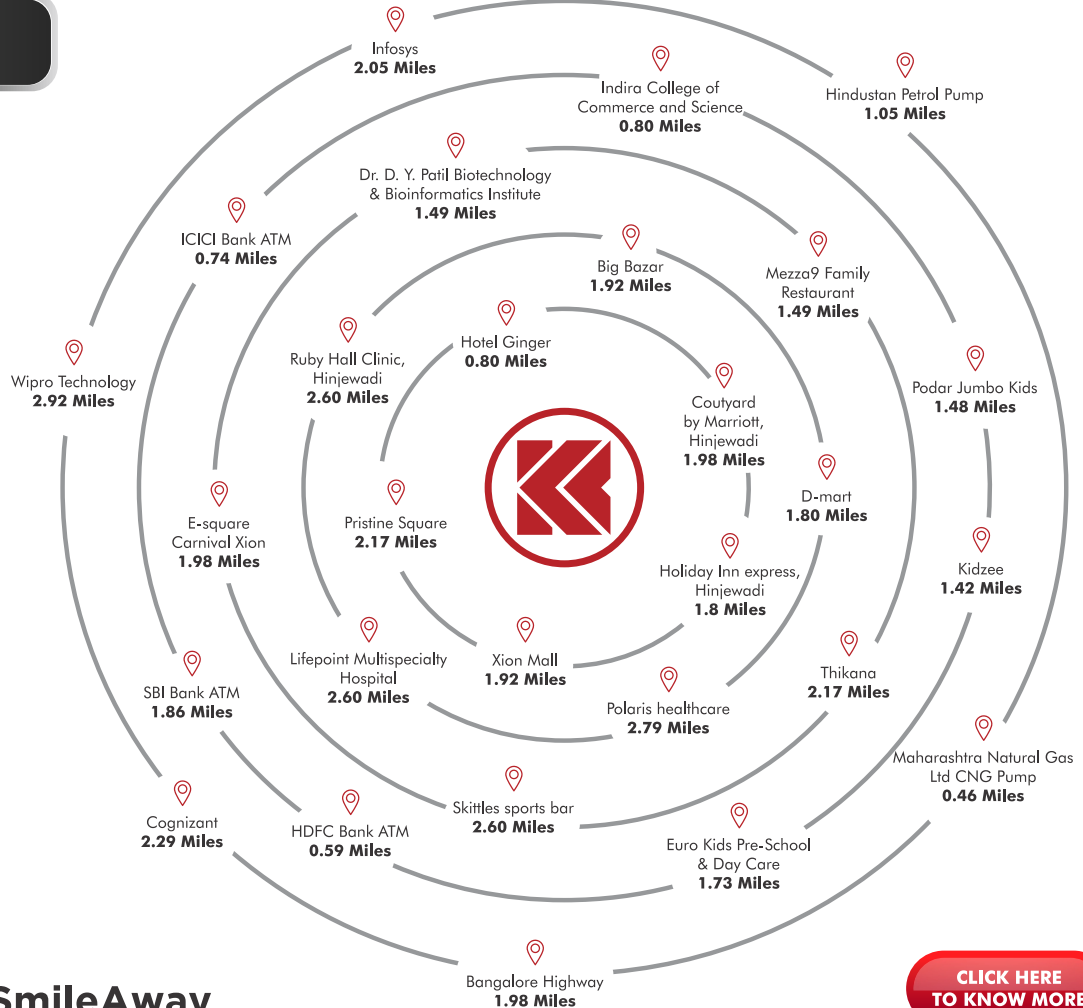 Infosys
2.05 Miles
Indira College of
Commerce and Science
0.80 Miles
Hindustan Petrol Pump
1.05 Miles
Dr. D. Y. Patil Biotechnology
& Bioinformatics Institute
1.49 Miles
ICICI Bank ATM
0.74 Miles
Big Bazar
1.92 Miles
Mezza9 Family
Restaurant
1.49 Miles
Hotel Ginger
0.80 Miles
Ruby Hall Clinic,
Hinjewadi
2.60 Miles
Wipro Technology
2.92 Miles
Coutyard
by Marriott,
Hinjewadi
1.98 Miles
Podar Jumbo Kids
1.48 Miles
D-mart
1.80 Miles
Pristine Square
2.17 Miles
E-square
Carnival Xion
1.98 Miles
Holiday Inn express,
Hinjewadi
1.8 Miles
Kidzee
1.42 Miles
Lifepoint Multispecialty
Hospital
2.60 Miles
Xion Mall
1.92 Miles
Thikana
2.17 Miles
SBI Bank ATM
1.86 Miles
Polaris healthcare
2.79 Miles
Maharashtra Natural Gas
Ltd CNG Pump
0.46 Miles
Skittles sports bar
2.60 Miles
Cognizant
2.29 Miles
HDFC Bank ATM
0.59 Miles
Euro Kids Pre-School
& Day Care
1.73 Miles
Bangalore Highway
1.98 Miles
SmileAway
CLICK HERE
TO KNOW MORE